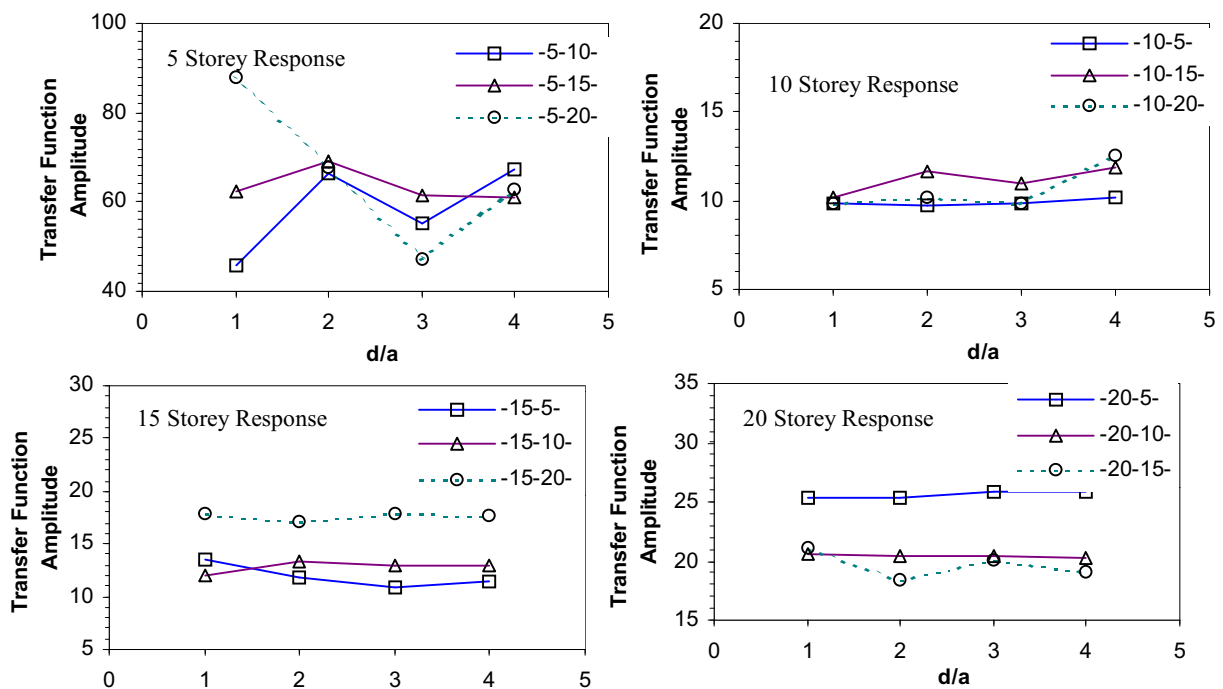 5 Storey Response
-5-10-
-5-15-
-5-20-
Transfer Function
Amplitude
100
80
60
40
0 1 2 3 4 5
d/a
10 Storey Response
-10-5-
-10-15-
-10-20-
Transfer Function
Amplitude
20
15
10
5
0 1 2 3 4 5
d/a
15 Storey Response
-15-5-
-15-10-
-15-20-
Transfer Function
Amplitude
30
25
20
15
10
5
0 1 2 3 4 5
20 Storey Response
-20-5-
-20-10-
-20-15-
Transfer Function
Amplitude
35
30
25
20
15
0 1 2 3 4 5
d/a